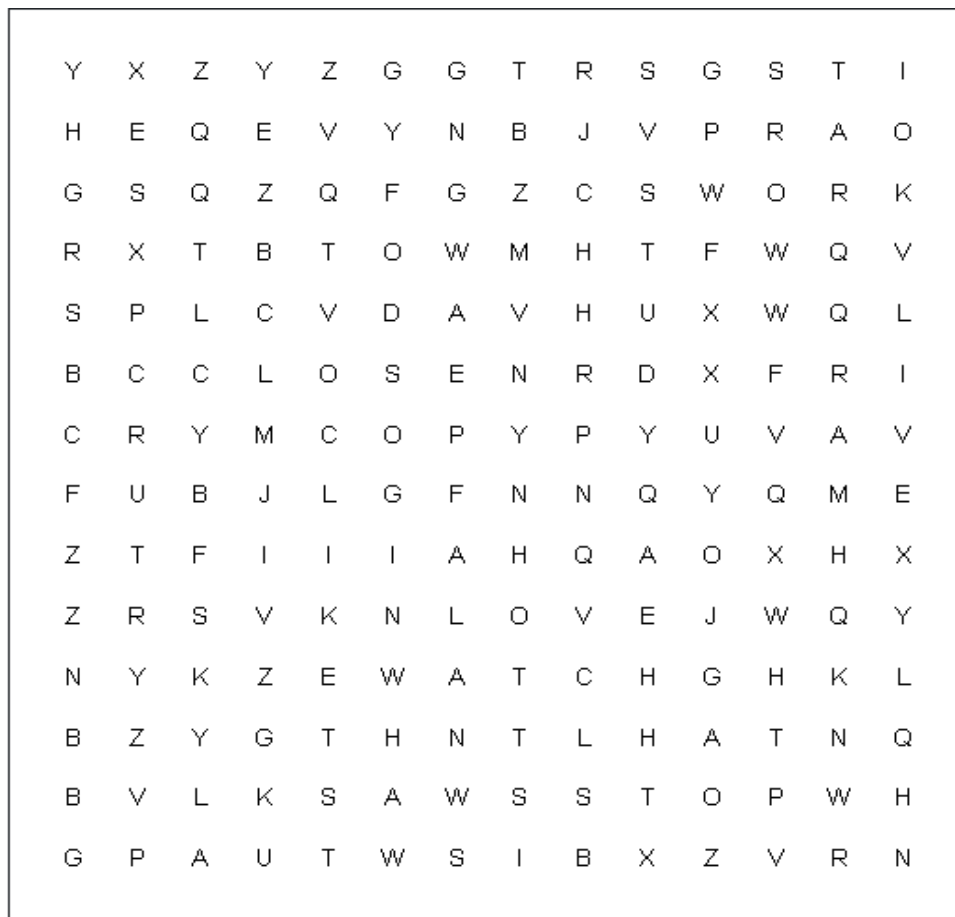 Y X Z Y Z G G T R S G S T I
H E Q E V Y N B J V P R A O
G S Q Z Q F G Z C S W O R K
R X T B T O W M H T F W Q V
S P L C V D A V H U X W Q L
B C C L O S E N R D X F R I
C R Y M C O P Y P Y U V A V
F U B J L G F N N Q Y Q M E
Z T F I I I A H Q A O X H X
Z R S V K N L O V E J W Q Y
N Y K Z E W A T C H G H K L
B Z Y G T H N T L H A T N Q
B V L K S A W S S T O P W H
G P A U T W S I B X Z V R N